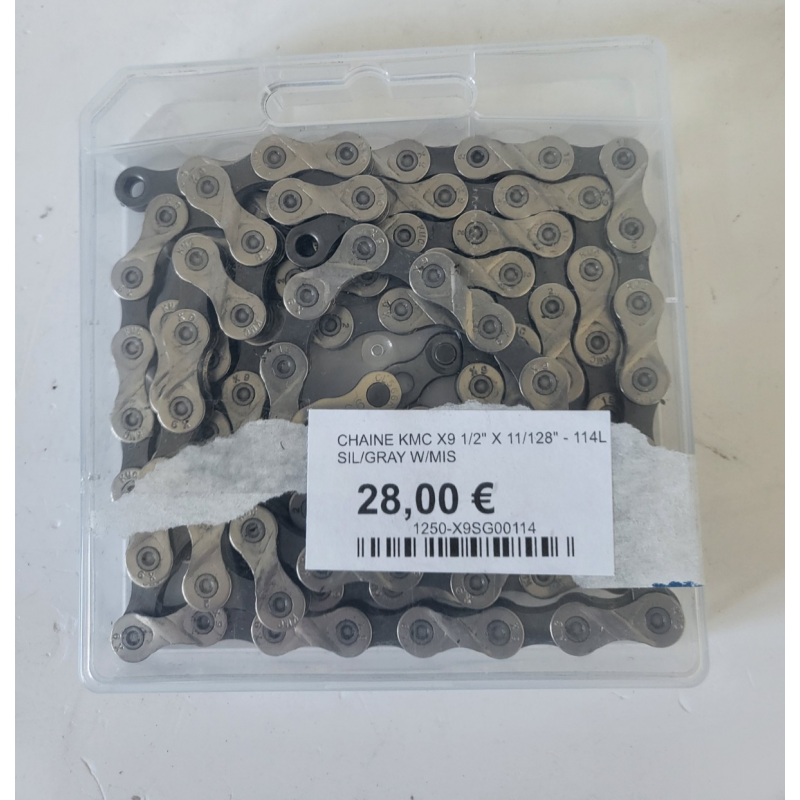 CHAINE KMC X9 1/2" X 11/128" - 114L
SIL/GRAY W/MIS
28,00 €
1250-X9SG00114